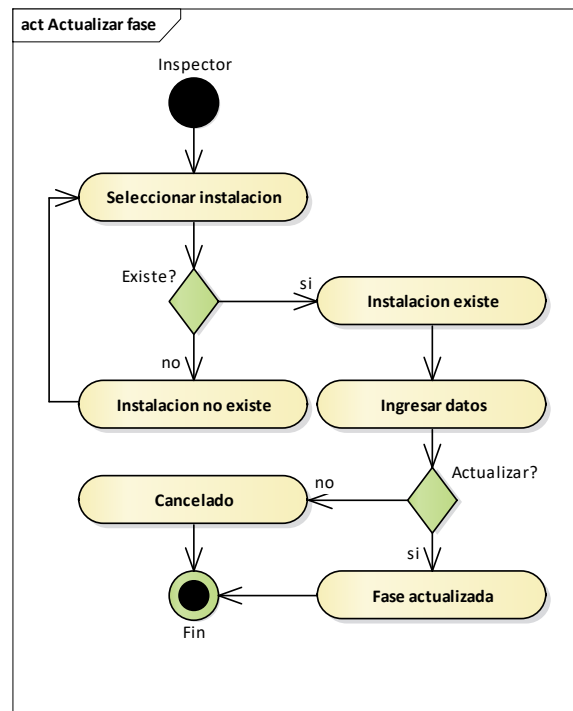 act Actualizar fase
Inspector
Seleccionar instalacion
Existe?
si
Instalacion existe
no
Instalacion no existe
Ingresar datos
Actualizar?
no
Cancelado
si
Fase actualizada
Fin